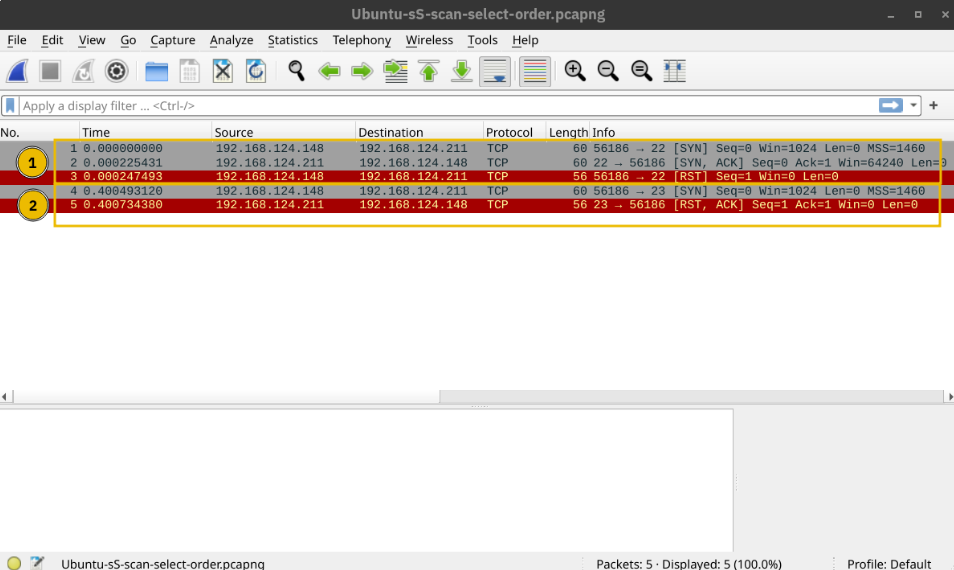 Ubuntu-sS-scan-select-order.pcapng
File Edit View Go Capture Analyze Statistics Telephony Wireless Tools Help
Apply a display filter ... <Ctrl-/>
No. Time Source Destination Protocol Length Info
1 0.000000000 192.168.124.148 192.168.124.211 TCP 60 56186 → 22 [SYN] Seq=0 Win=1024 Len=0 MSS=1460
1
2 0.000225431 192.168.124.211 192.168.124.148 TCP 60 22 → 56186 [SYN, ACK] Seq=0 Ack=1 Win=64240 Len=0
3 0.000247493 192.168.124.148 192.168.124.211 TCP 56 56186 → 22 [RST] Seq=1 Win=0 Len=0
4 0.400493120 192.168.124.148 192.168.124.211 TCP 60 56186 → 23 [SYN] Seq=0 Win=1024 Len=0 MSS=1460
2
5 0.400734380 192.168.124.211 192.168.124.148 TCP 56 23 → 56186 [RST, ACK] Seq=1 Ack=1 Win=0 Len=0
Ubuntu-sS-scan-select-order.pcapng Packets: 5 · Displayed: 5 (100.0%) Profile: Default